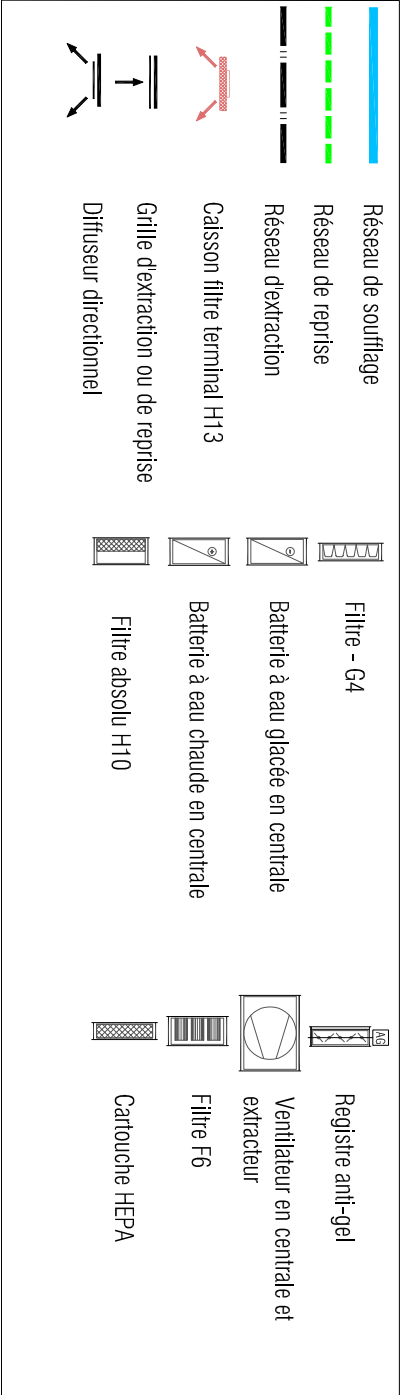 Réseau de soufflage
Réseau de reprise
Réseau d'extraction
Caisson filtre terminal H13
Grille d'extraction ou de reprise
Diffuseur directionnel
Filtre - G4
Batterie à eau glacée en centrale
Batterie à eau chaude en centrale
Filtre absolu H10
AG
Registre anti-gel
Ventilateur en centrale et
extracteur
Filtre F6
Cartouche HEPA